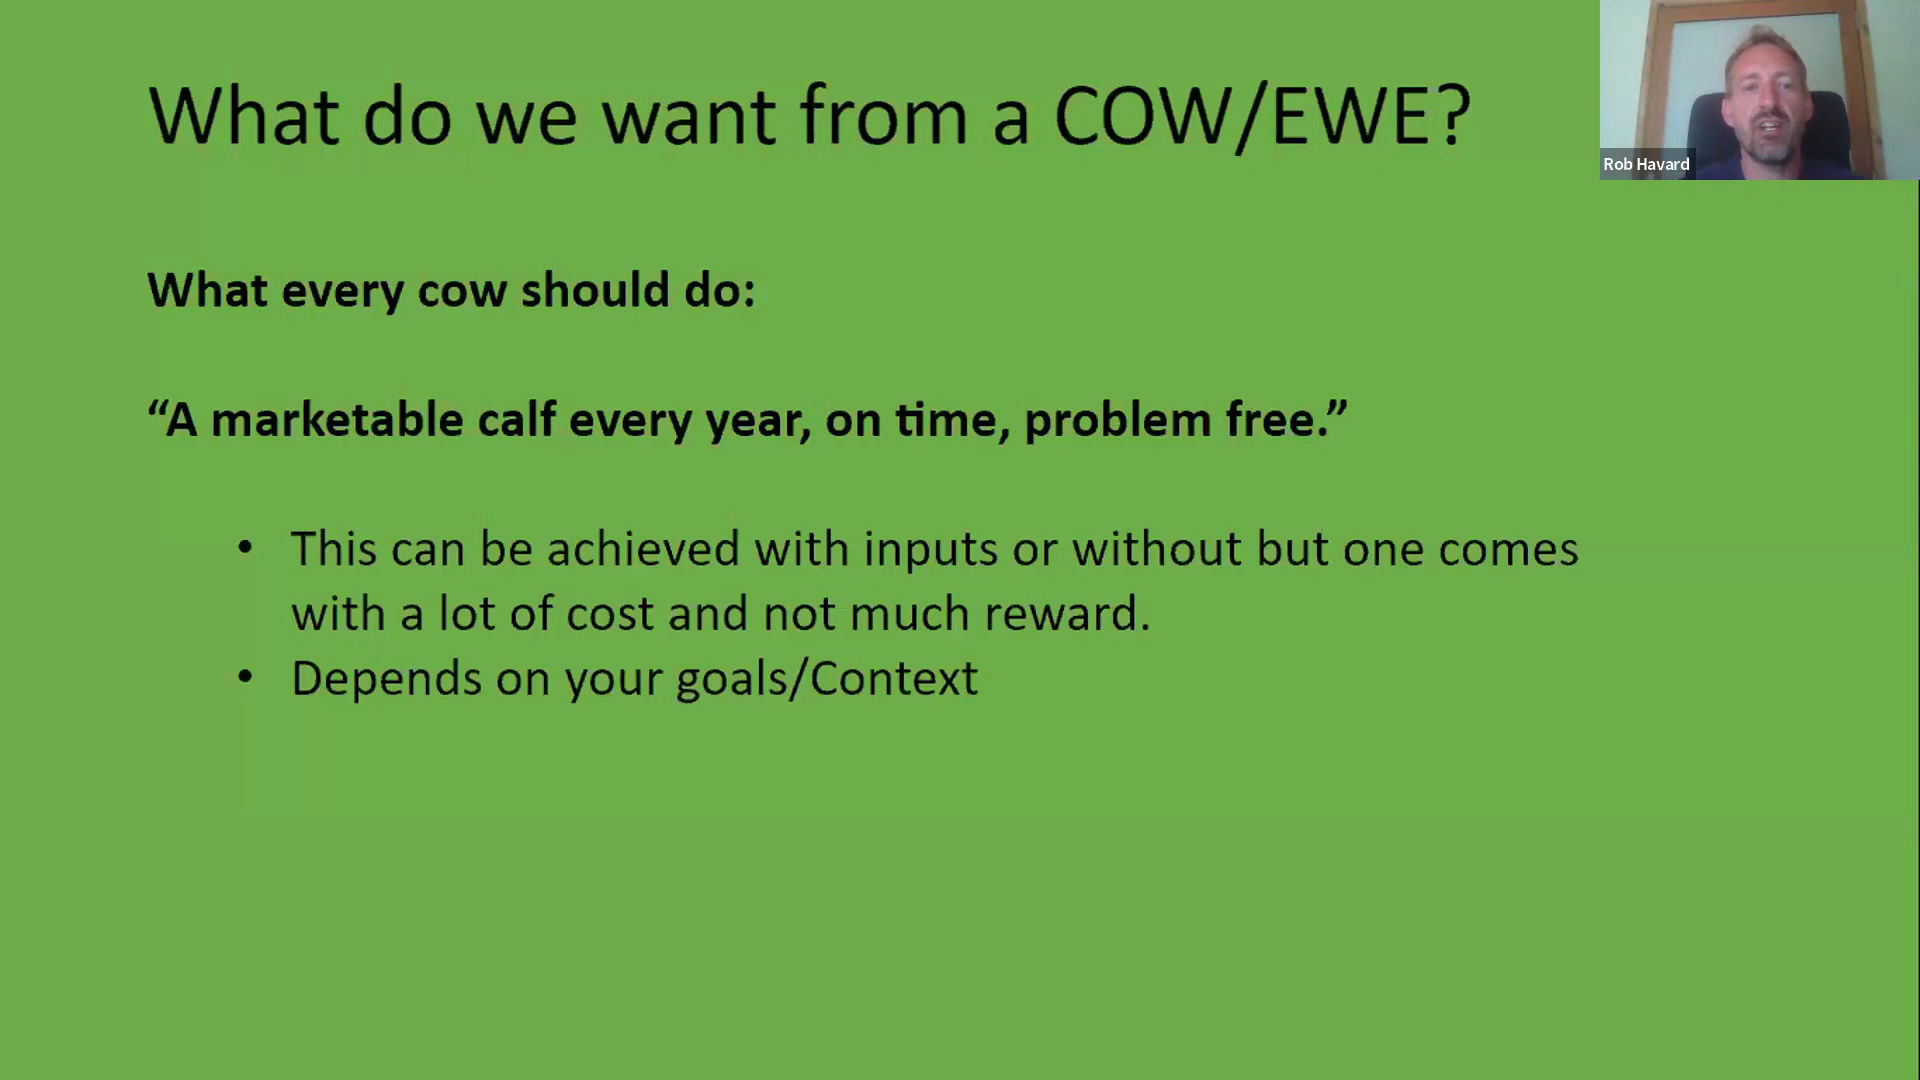 What do we want from a COW/EWE?
Rob Havard
What every cow should do:
“A marketable calf every year, on time, problem free.”
• This can be achieved with inputs or without but one comes
with a lot of cost and not much reward.
• Depends on your goals/Context